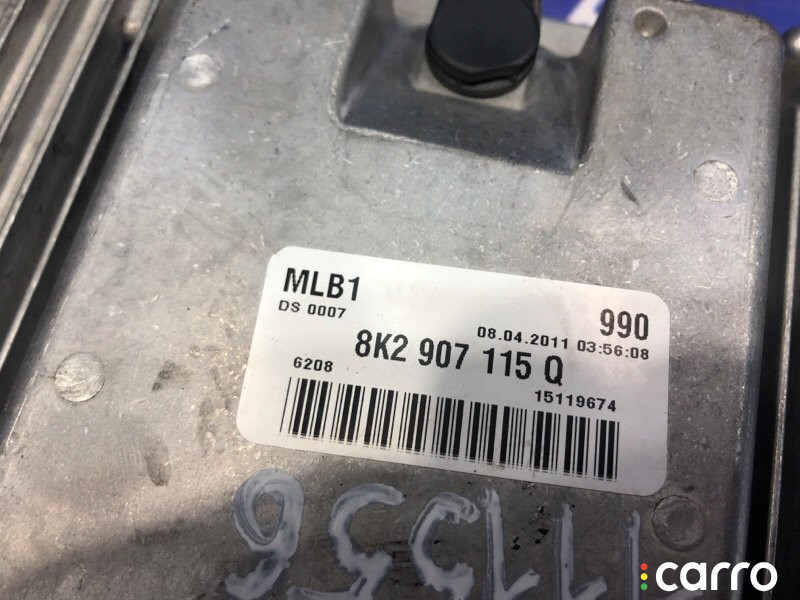 MLB1
990
DS 0007
08.04.2011 03:56:08
8K2 907 115 Q
6208
15119674
carro